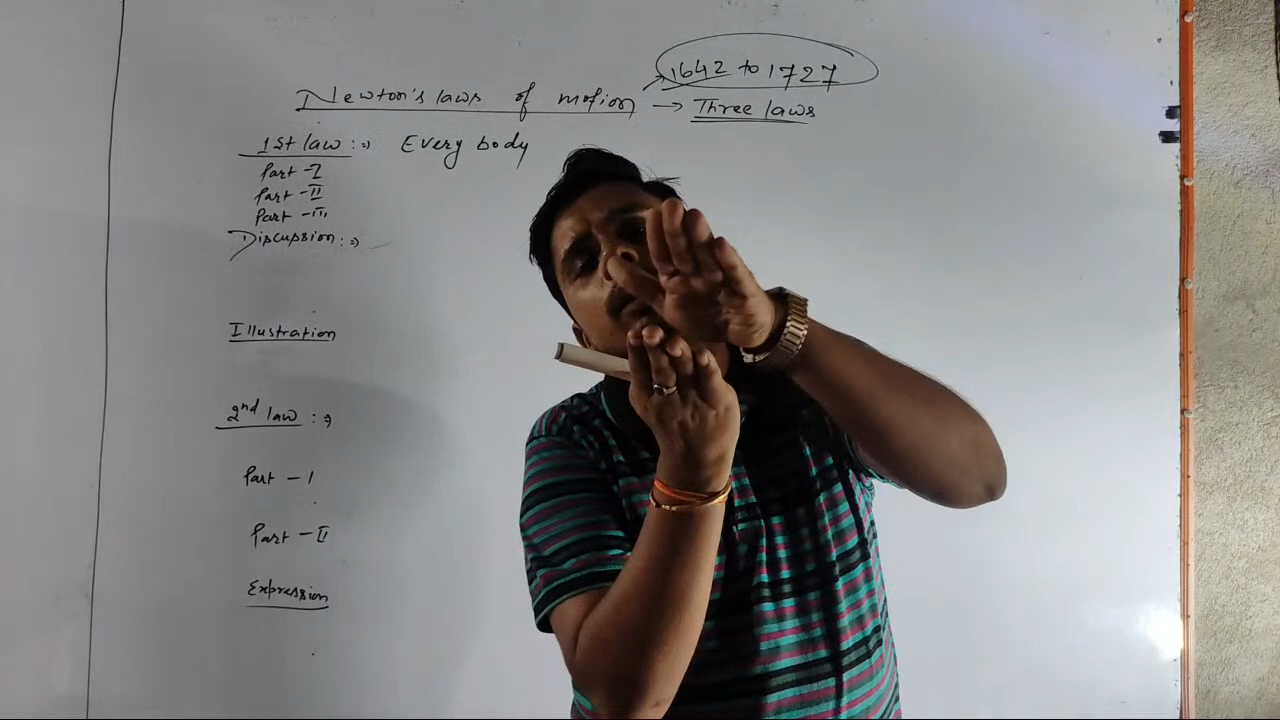 1642 to 1727
Newton's laws of motion → Three laws
1st law :⇒ Every body
Part - I
Part - II
Part - III
Discussion :⇒
Illustration
2nd law :⇒
Part - I
Part - II
Expression